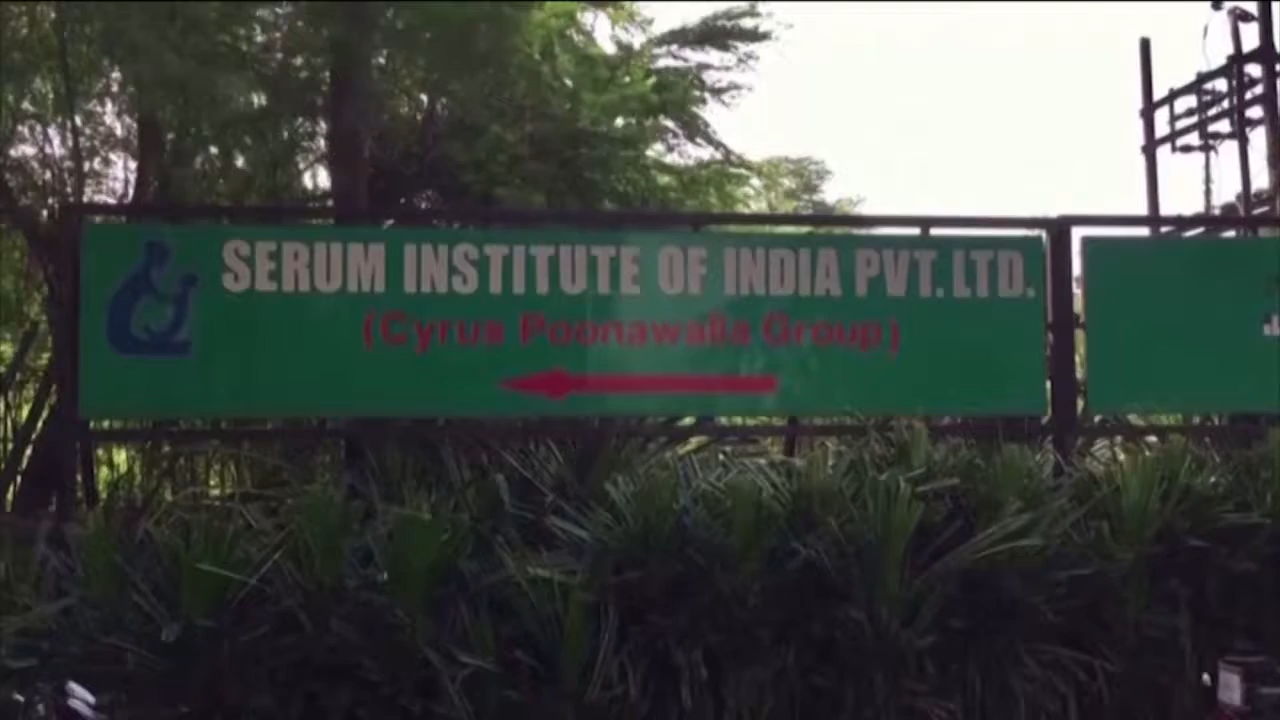 SERUM INSTITUTE OF INDIA PVT. LTD.
(Cyrus Poonawalla Group)